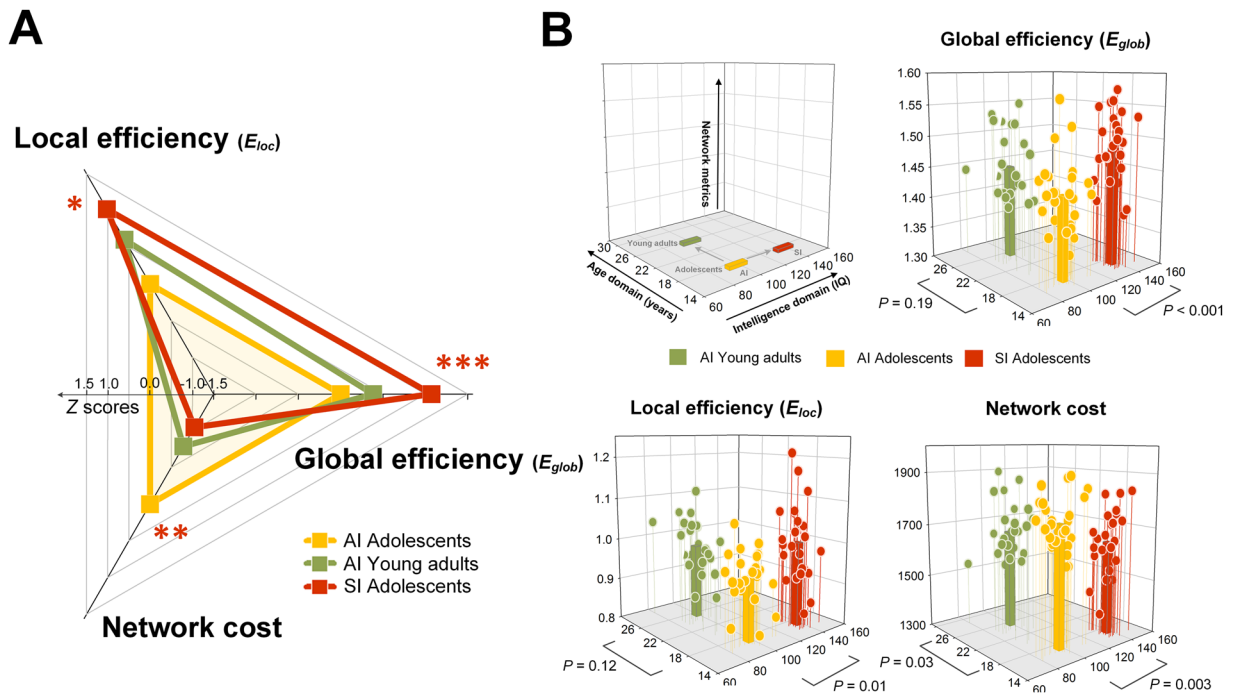 A
Local efficiency (Eloc)
*
***
1.5 1.0 0.0 -1.0 -1.5
Z scores
Global efficiency (Eglob)
**
AI Adolescents
AI Young adults
SI Adolescents
Network cost
B
Network metrics
Young adults
Adolescents
AI
SI
30
26
22
18
14
Age domain (years)
60
80
100
120
140
160
Intelligence domain (IQ)
Global efficiency (Eglob)
1.60
1.55
1.50
1.45
1.40
1.35
1.30
26
22
18
14
60
80
100
120
140
160
P = 0.19
P < 0.001
AI Young adults AI Adolescents SI Adolescents
Local efficiency (Eloc)
1.2
1.1
1.0
0.9
0.8
26
22
18
14
60
80
100
120
140
160
P = 0.12
P = 0.01
Network cost
1900
1700
1500
1300
26
22
18
14
60
80
100
120
140
160
P = 0.03
P = 0.003